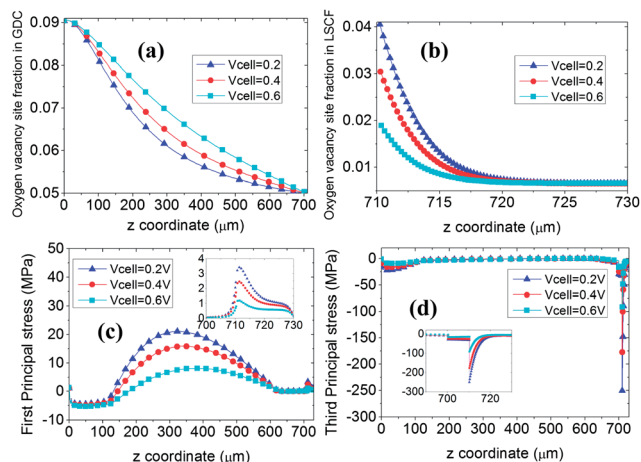 Oxygen vacancy site fraction in GDC
0.09
0.08
0.07
0.06
0.05
(a)
Vcell=0.2
Vcell=0.4
Vcell=0.6
0 100 200 300 400 500 600 700
z coordinate (μm)
Oxygen vacancy site fraction in LSCF
0.04
0.03
0.02
0.01
(b)
Vcell=0.2
Vcell=0.4
Vcell=0.6
710 715 720 725 730
z coordinate (μm)
First Principal stress (MPa)
50
40
30
20
10
0
-10
-20
Vcell=0.2V
Vcell=0.4V
Vcell=0.6V
4
3
2
1
0
700 710 720 730
(c)
0 100 200 300 400 500 600 700
z coordinate (μm)
Third Principal stress (MPa)
0
-50
-100
-150
-200
-250
-300
Vcell=0.2V
Vcell=0.4V
Vcell=0.6V
(d)
0
-100
-200
-300
700 720
0 100 200 300 400 500 600 700
z coordinate (μm)